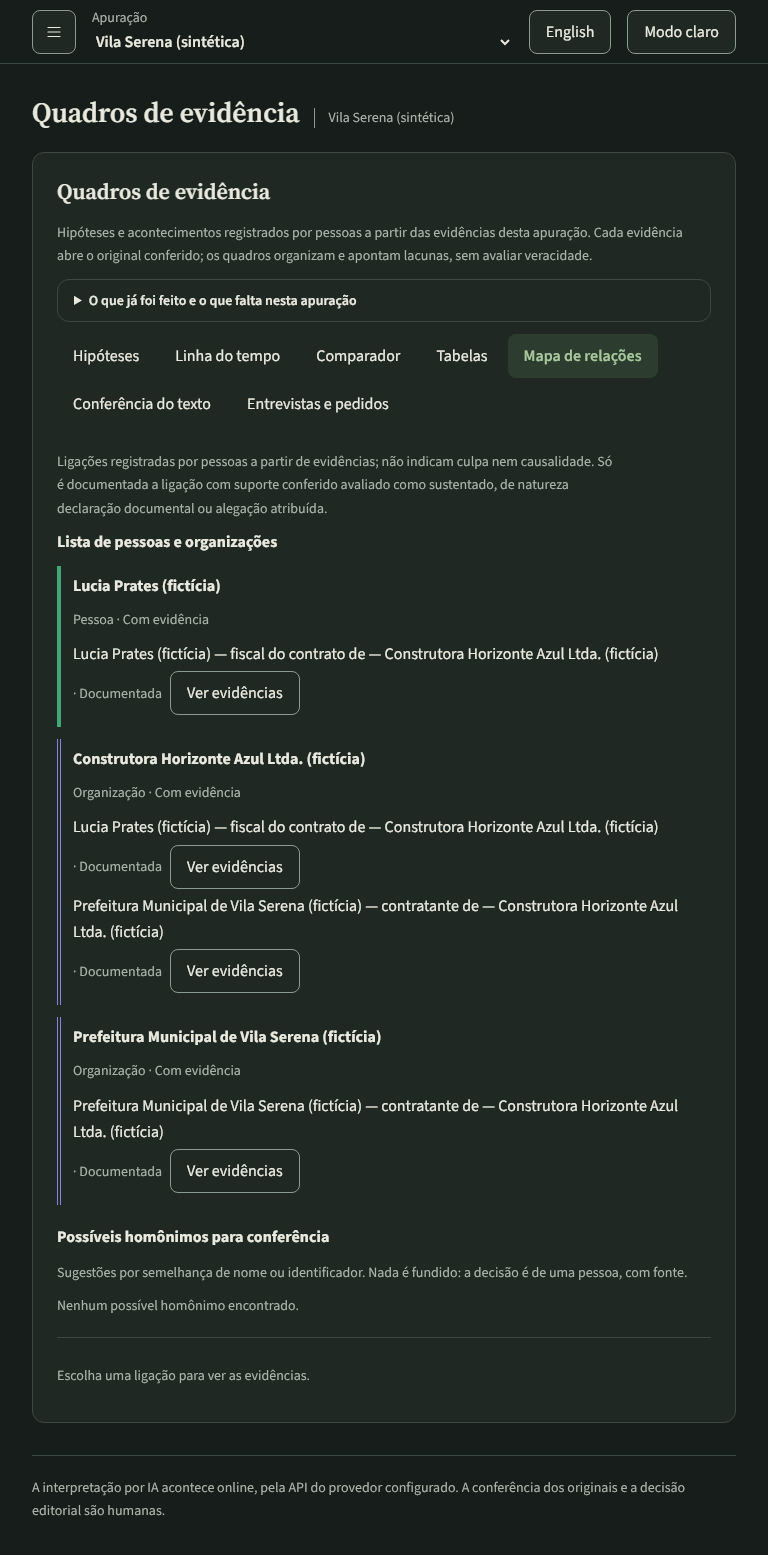 Apuração
Vila Serena (sintética)
English
Modo claro
Quadros de evidência
Vila Serena (sintética)
Quadros de evidência
Hipóteses e acontecimentos registrados por pessoas a partir das evidências desta apuração. Cada evidência
abre o original conferido; os quadros organizam e apontam lacunas, sem avaliar veracidade.
O que já foi feito e o que falta nesta apuração
Hipóteses
Linha do tempo
Comparador
Tabelas
Mapa de relações
Conferência do texto
Entrevistas e pedidos
Ligações registradas por pessoas a partir de evidências; não indicam culpa nem causalidade. Só
é documentada a ligação com suporte conferido avaliado como sustentado, de natureza
declaração documental ou alegação atribuída.
Lista de pessoas e organizações
Lucia Prates (fictícia)
Pessoa · Com evidência
Lucia Prates (fictícia) — fiscal do contrato de — Construtora Horizonte Azul Ltda. (fictícia)
· Documentada
Ver evidências
Construtora Horizonte Azul Ltda. (fictícia)
Organização · Com evidência
Lucia Prates (fictícia) — fiscal do contrato de — Construtora Horizonte Azul Ltda. (fictícia)
· Documentada
Ver evidências
Prefeitura Municipal de Vila Serena (fictícia) — contratante de — Construtora Horizonte Azul
Ltda. (fictícia)
· Documentada
Ver evidências
Prefeitura Municipal de Vila Serena (fictícia)
Organização · Com evidência
Prefeitura Municipal de Vila Serena (fictícia) — contratante de — Construtora Horizonte Azul
Ltda. (fictícia)
· Documentada
Ver evidências
Possíveis homônimos para conferência
Sugestões por semelhança de nome ou identificador. Nada é fundido: a decisão é de uma pessoa, com fonte.
Nenhum possível homônimo encontrado.
Escolha uma ligação para ver as evidências.
A interpretação por IA acontece online, pela API do provedor configurado. A conferência dos originais e a decisão
editorial são humanas.